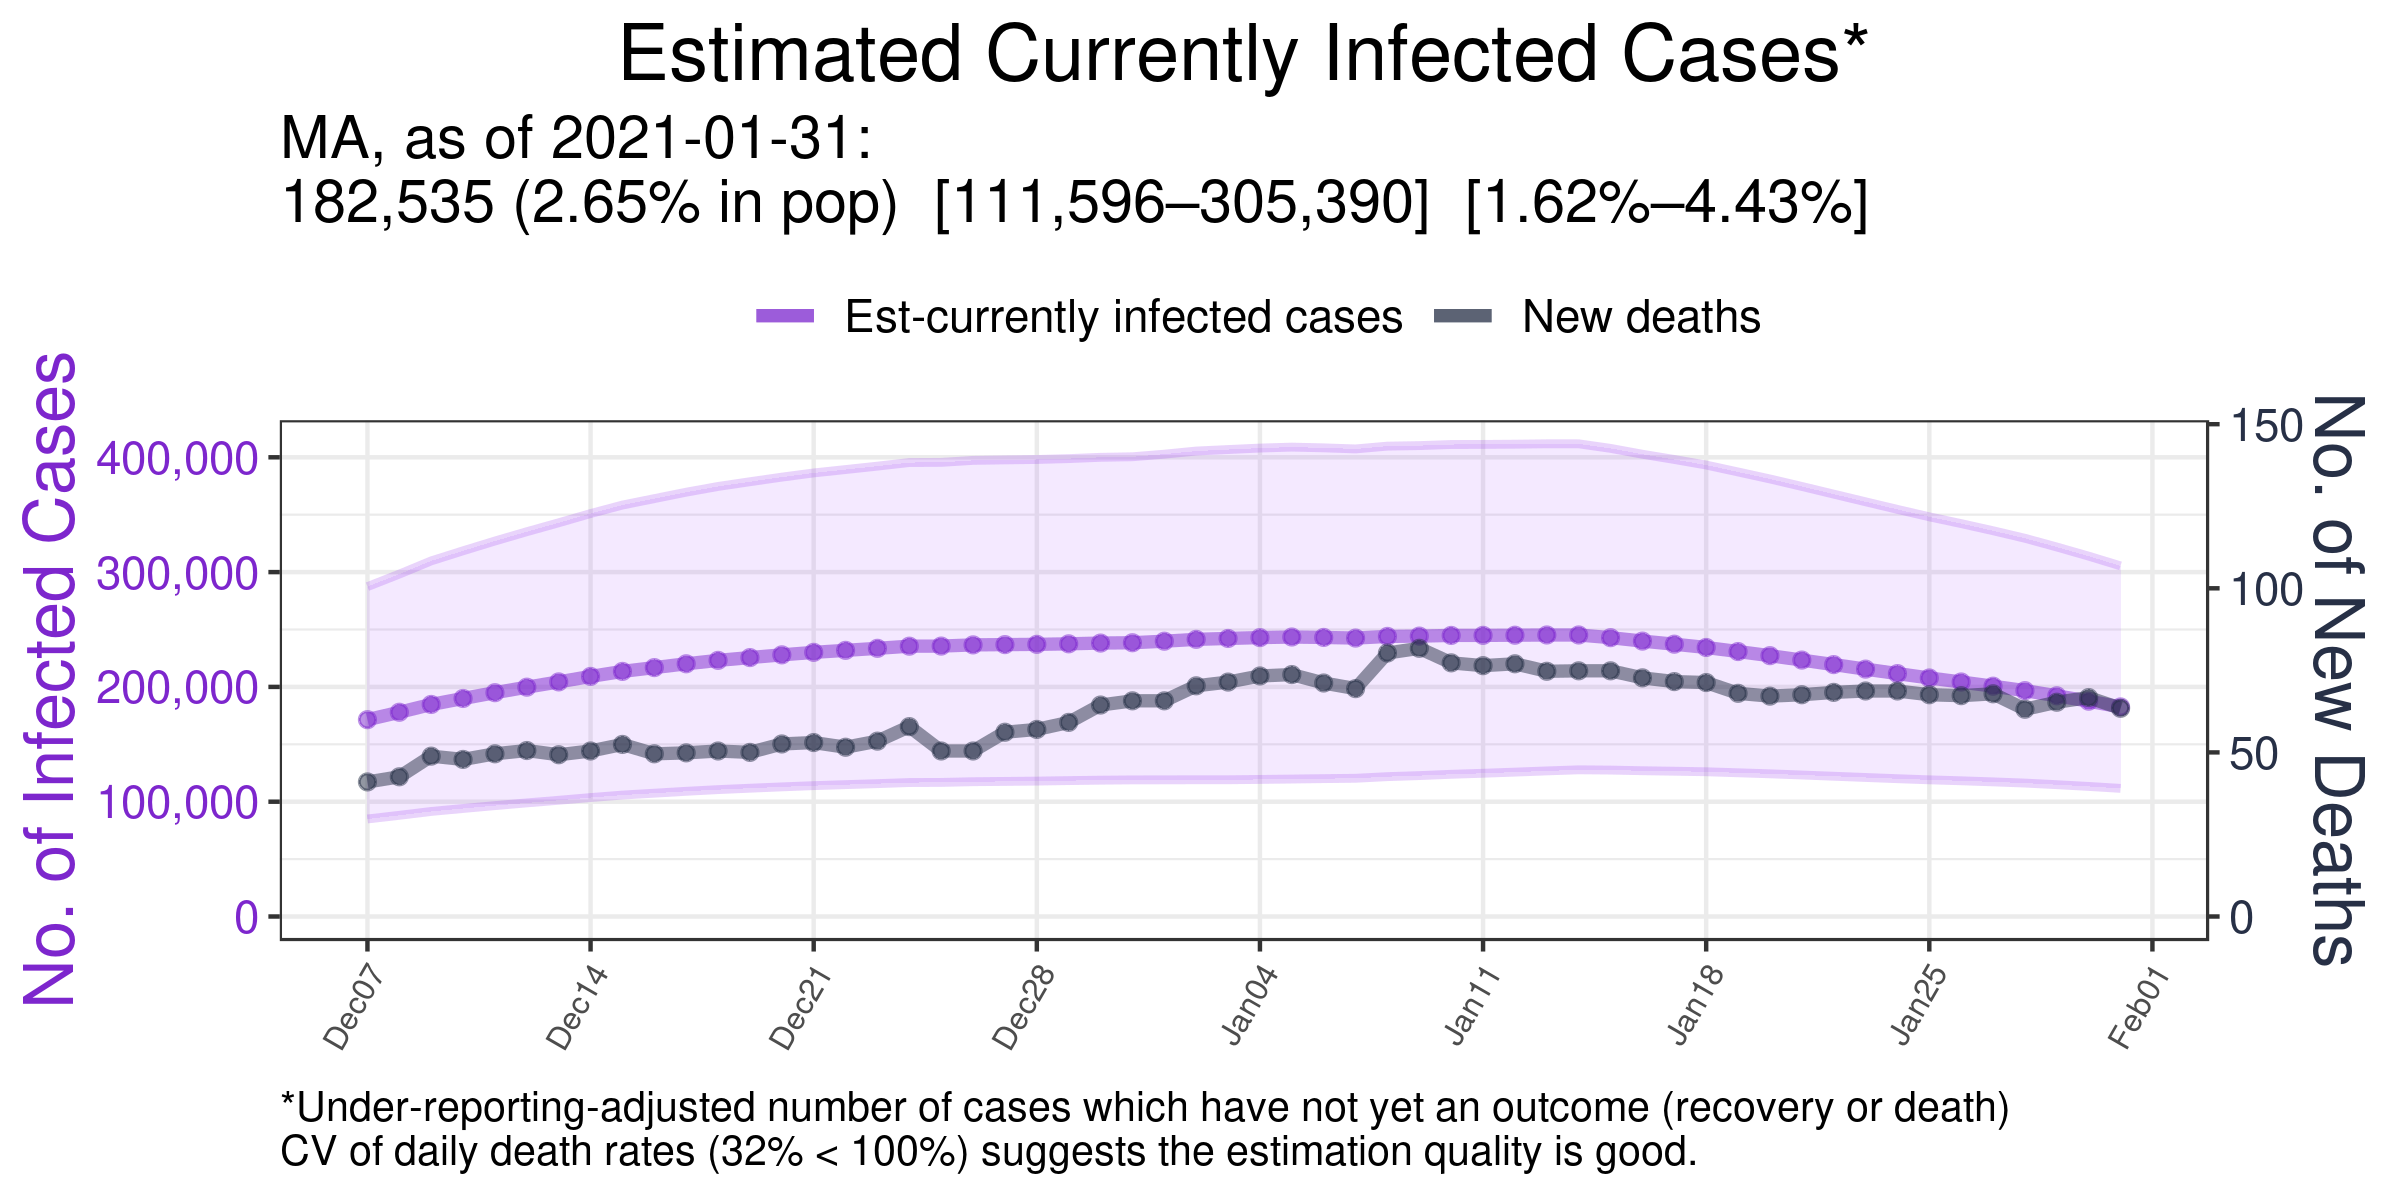 Estimated Currently Infected Cases*
MA, as of 2021-01-31:
182,535 (2.65% in pop) [111,596–305,390] [1.62%–4.43%]
Est-currently infected cases
New deaths
No. of Infected Cases
400,000
300,000
200,000
100,000
0
150
100
50
0
No. of New Deaths
Dec07
Dec14
Dec21
Dec28
Jan04
Jan11
Jan18
Jan25
Feb01
*Under-reporting-adjusted number of cases which have not yet an outcome (recovery or death)
CV of daily death rates (32% < 100%) suggests the estimation quality is good.